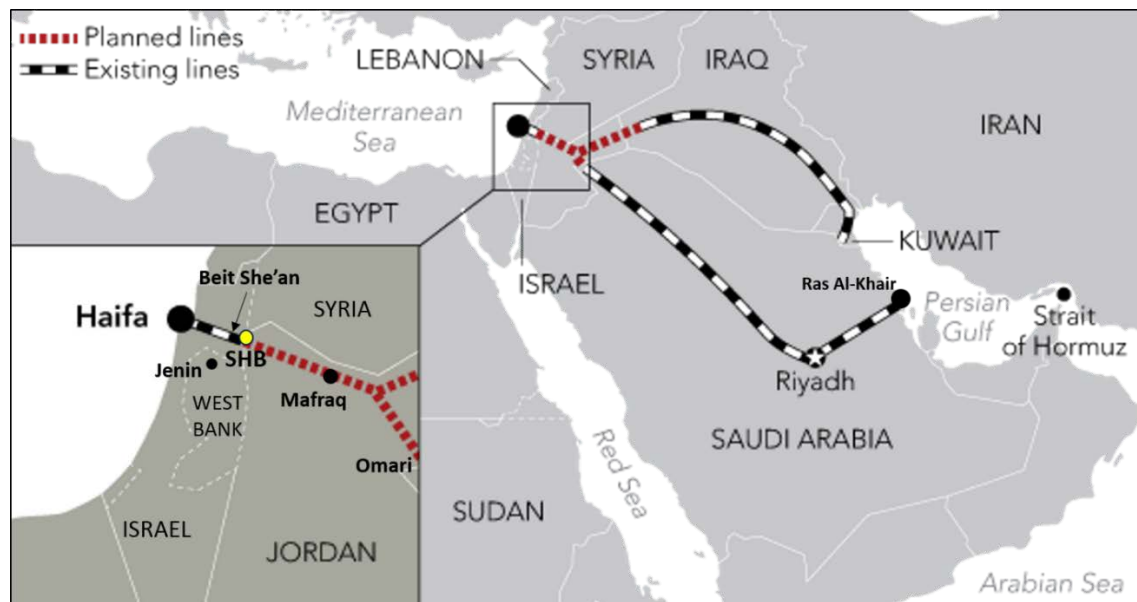 Planned lines
Existing lines
LEBANON
SYRIA
IRAQ
Mediterranean
Sea
IRAN
EGYPT
ISRAEL
KUWAIT
Ras Al-Khair
Persian
Gulf
Strait
of Hormuz
Riyadh
SAUDI ARABIA
Red Sea
SUDAN
Arabian Sea
Beit She’an
Haifa
SYRIA
SHB
Jenin
Mafraq
WEST
BANK
Omari
ISRAEL
JORDAN